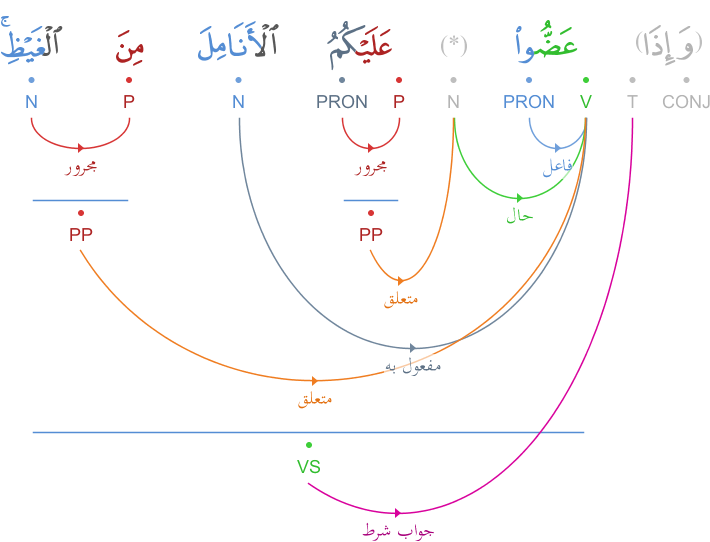 (وَإِذَا) عَضُّوا۟ (*) عَلَيْكُمُ ٱلْأَنَامِلَ مِنَ ٱلْغَيْظِ ۚ
CONJ T V PRON N P PRON N P N
فاعل
مجرور
مجرور
حال
PP
PP
متعلق
مفعول به
متعلق
VS
جواب شرط